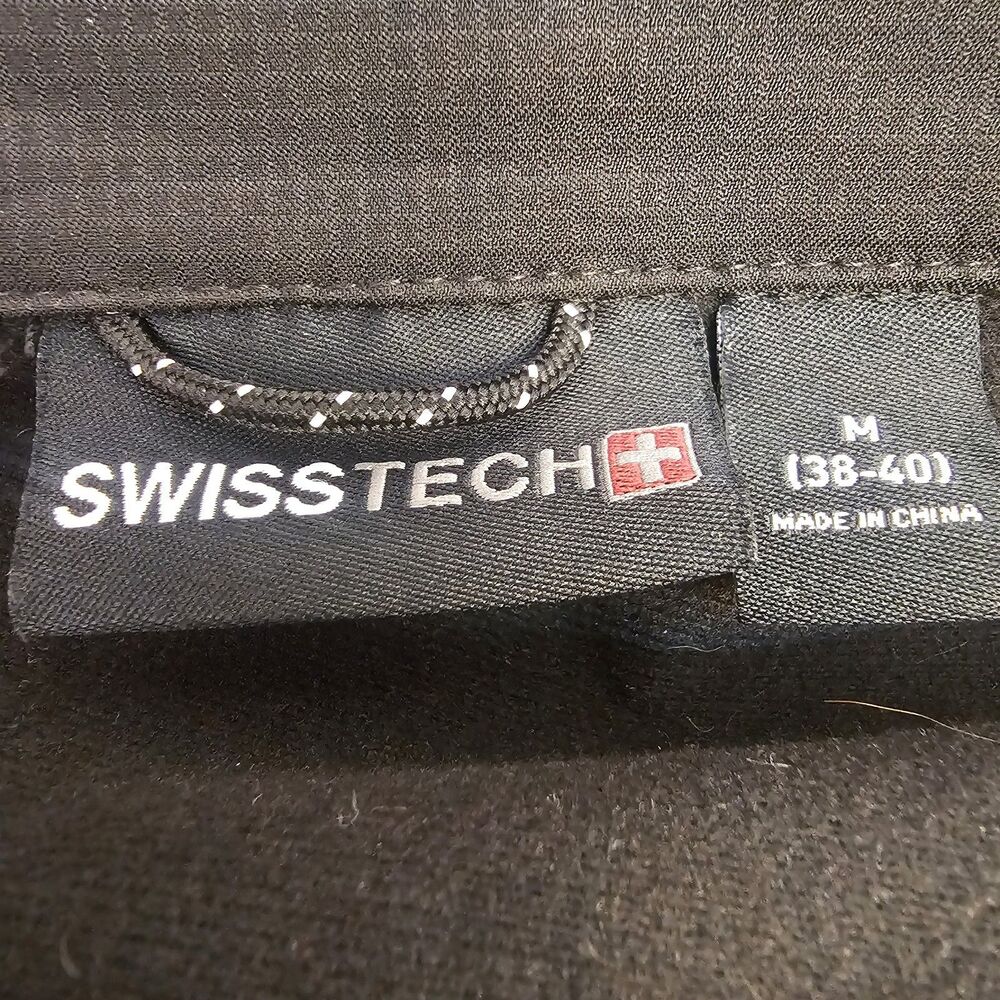 SWISSTECH
M
(38-40)
MADE IN CHINA